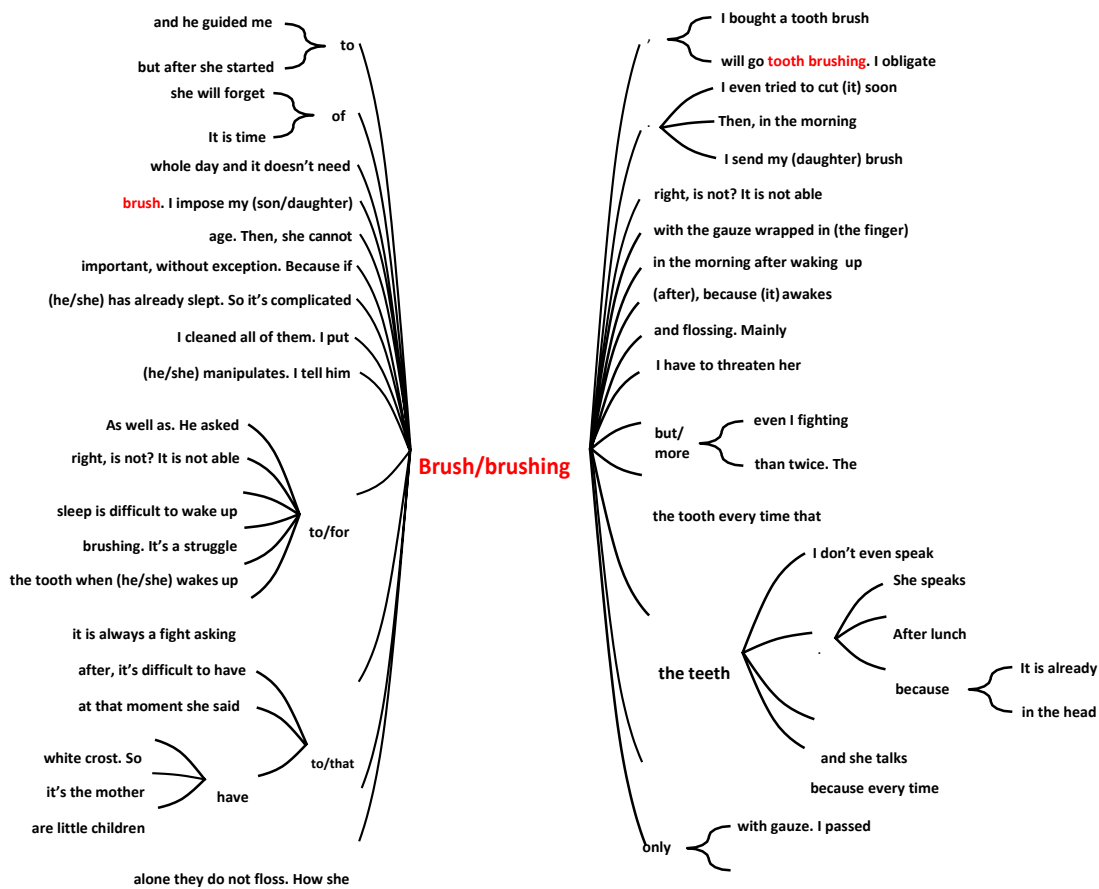 and he guided me
but after she started
to
she will forget
It is time
of
whole day and it doesn't need
brush. I impose my (son/daughter)
age. Then, she cannot
important, without exception. Because if
(he/she) has already slept. So it's complicated
I cleaned all of them. I put
(he/she) manipulates. I tell him
As well as. He asked
right, is not? It is not able
sleep is difficult to wake up
brushing. It's a struggle
the tooth when (he/she) wakes up
to/for
it is always a fight asking
after, it's difficult to have
at that moment she said
to/that
white crost. So
it's the mother
are little children
have
alone they do not floss. How she
Brush/brushing
,
I bought a tooth brush
will go tooth brushing. I obligate
.
I even tried to cut (it) soon
Then, in the morning
I send my (daughter) brush
right, is not? It is not able
with the gauze wrapped in (the finger)
in the morning after waking up
(after), because (it) awakes
and flossing. Mainly
I have to threaten her
but/
more
even I fighting
than twice. The
the tooth every time that
the teeth
I don't even speak
.
She speaks
After lunch
because
It is already
in the head
and she talks
because every time
only
with gauze. I passed